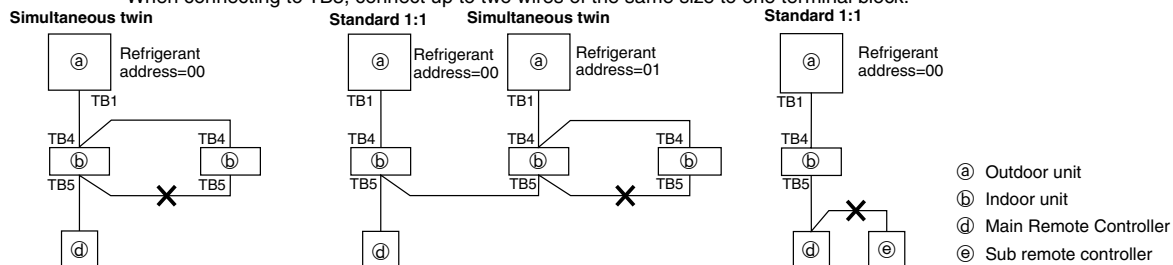 When connecting to TB5, connect up to two wires of the same size to one terminal block.
Simultaneous twin
ⓐ
Refrigerant
address=00
TB1
TB4
TB4
ⓑ
ⓑ
TB5
TB5
ⓓ
Standard 1:1
Simultaneous twin
ⓐ
Refrigerant
address=00
ⓐ
Refrigerant
address=01
TB1
TB1
TB4
TB4
TB4
ⓑ
ⓑ
ⓑ
TB5
TB5
TB5
ⓓ
Standard 1:1
ⓐ
Refrigerant
address=00
TB1
TB4
ⓑ
TB5
ⓓ
ⓔ
ⓐ Outdoor unit
ⓑ Indoor unit
ⓓ Main Remote Controller
ⓔ Sub remote controller